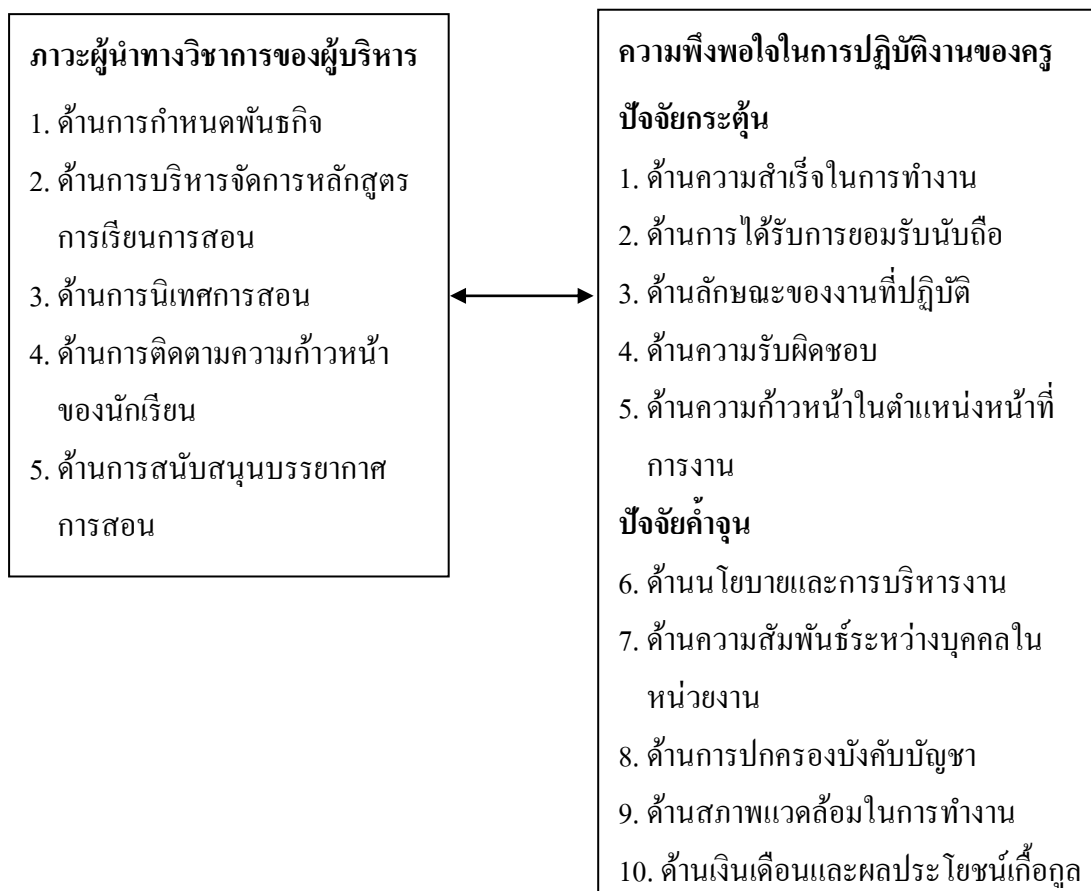 ภาวะผู้นำทางวิชาการของผู้บริหาร
1. ด้านการกำหนดพันธกิจ
2. ด้านการบริหารจัดการหลักสูตร
การเรียนการสอน
3. ด้านการนิเทศการสอน
4. ด้านการติดตามความก้าวหน้า
ของนักเรียน
5. ด้านการสนับสนุนบรรยากาศ
การสอน
ความพึงพอใจในการปฏิบัติงานของครู
ปัจจัยกระตุ้น
1. ด้านความสำเร็จในการทำงาน
2. ด้านการได้รับการยอมรับนับถือ
3. ด้านลักษณะของงานที่ปฏิบัติ
4. ด้านความรับผิดชอบ
5. ด้านความก้าวหน้าในตำแหน่งหน้าที่
การงาน
ปัจจัยค้ำจุน
6. ด้านนโยบายและการบริหารงาน
7. ด้านความสัมพันธ์ระหว่างบุคคลใน
หน่วยงาน
8. ด้านการปกครองบังคับบัญชา
9. ด้านสภาพแวดล้อมในการทำงาน
10. ด้านเงินเดือนและผลประโยชน์เกื้อกูล